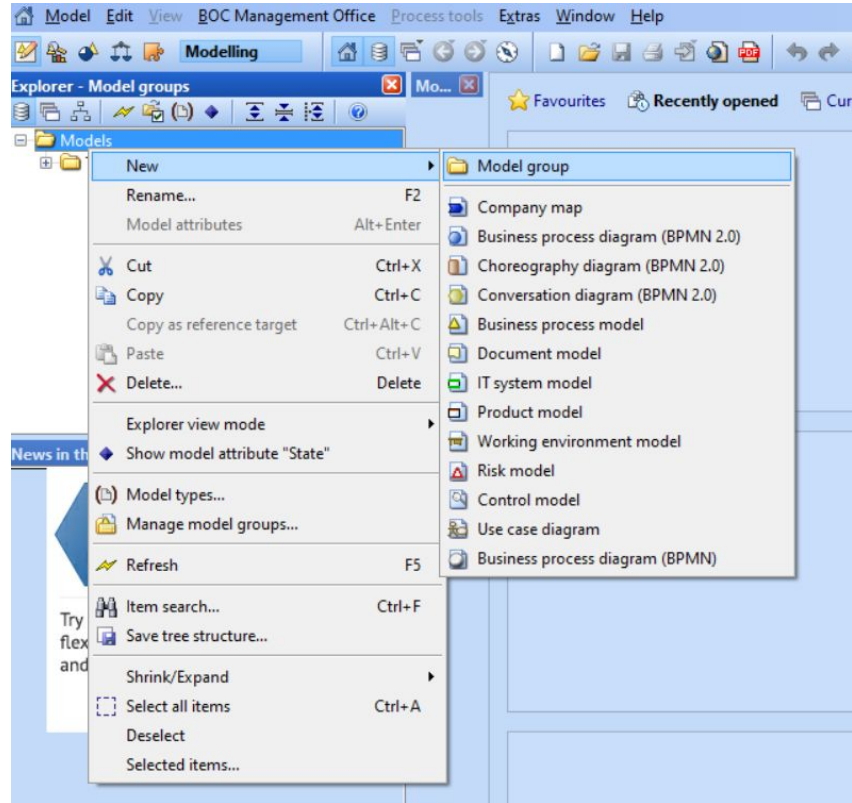 Model Edit View BOC Management Office Process tools Extras Window Help
Modelling
Explorer - Model groups
Mo...
Favourites Recently opened
Models
New
Rename... F2
Model attributes Alt+Enter
Cut Ctrl+X
Copy Ctrl+C
Copy as reference target Ctrl+Alt+C
Paste Ctrl+V
Delete... Delete
Explorer view mode
Show model attribute "State"
Model types...
Manage model groups...
Refresh F5
Item search... Ctrl+F
Save tree structure...
Shrink/Expand
Select all items Ctrl+A
Deselect
Selected items...
Model group
Company map
Business process diagram (BPMN 2.0)
Choreography diagram (BPMN 2.0)
Conversation diagram (BPMN 2.0)
Business process model
Document model
IT system model
Product model
Working environment model
Risk model
Control model
Use case diagram
Business process diagram (BPMN)
News in th
Try
flex
and